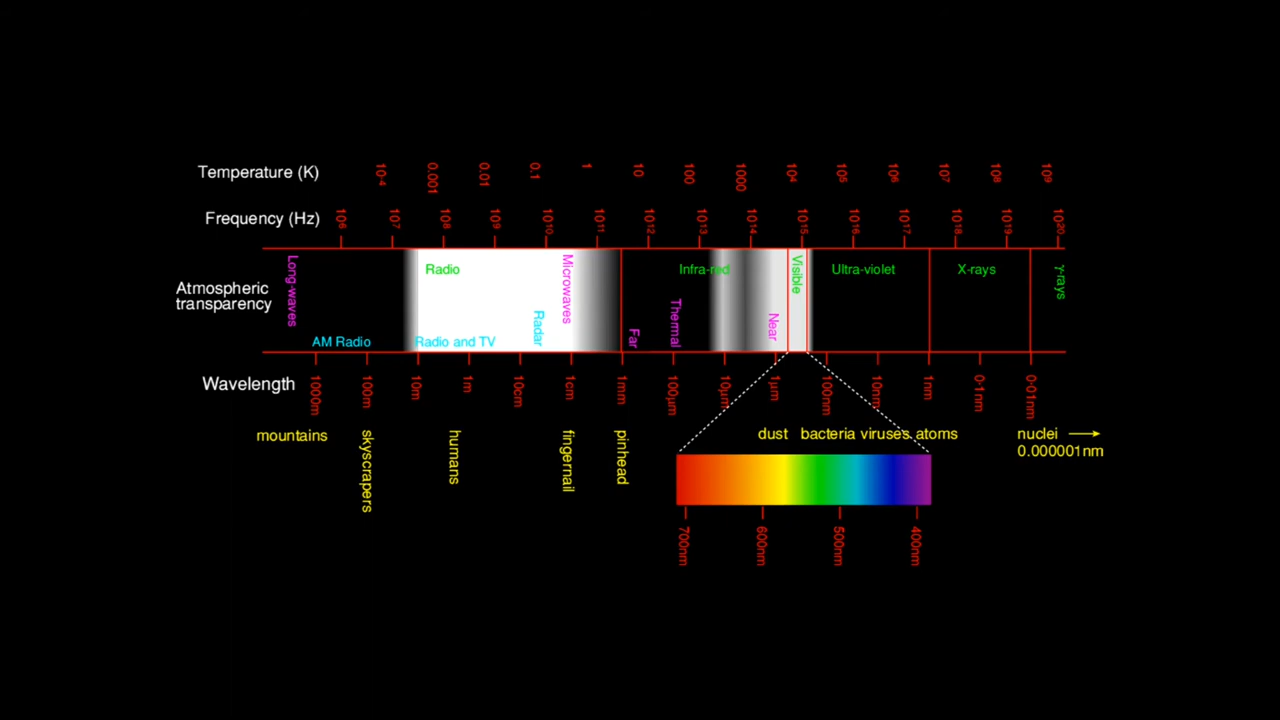 Temperature (K) 10-4 0.001 0.01 0.1 1 10 100 1000 10⁴ 10⁵ 10⁶ 10⁷ 10⁸ 10⁹
Frequency (Hz) 10⁶ 10⁷ 10⁸ 10⁹ 10¹⁰ 10¹¹ 10¹² 10¹³ 10¹⁴ 10¹⁵ 10¹⁶ 10¹⁷ 10¹⁸ 10¹⁹ 10²⁰
Atmospheric
transparency
Long-waves
Radio
Microwaves
Infra-red
Visible
Ultra-violet
X-rays
γ-rays
AM Radio
Radio and TV
Radar
Far
Thermal
Near
Wavelength 1000m 100m 10m 1m 10cm 1cm 1mm 100µm 10µm 1µm 100nm 10nm 1nm 0·1nm 0·01nm
mountains
skyscrapers
humans
fingernail
pinhead
dust bacteria viruses atoms
nuclei →
0.000001nm
700nm 600nm 500nm 400nm